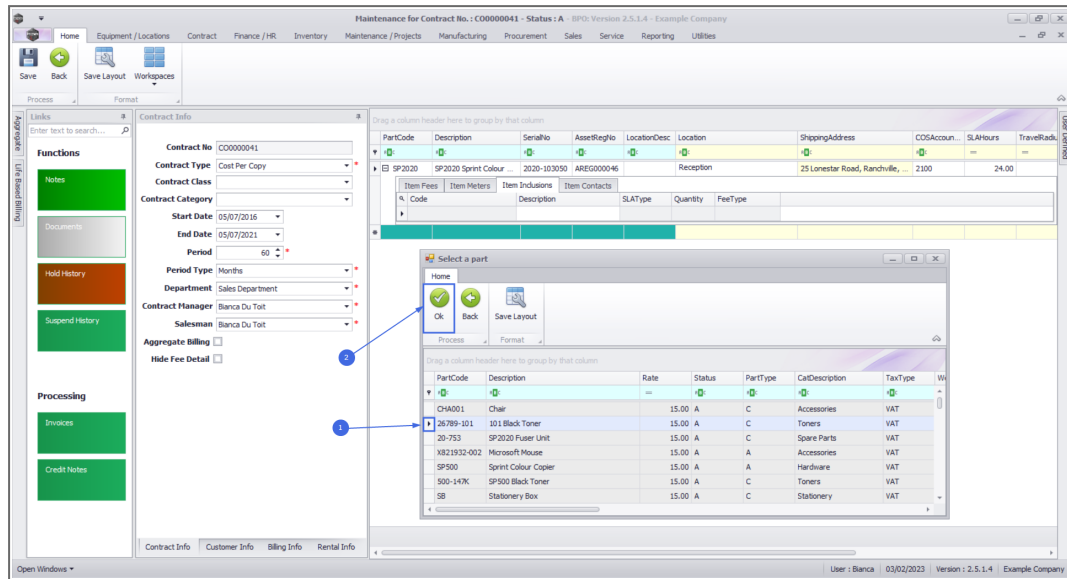 Maintenance for Contract No. : CO0000041 - Status : A - BPO: Version 2.5.1.4 - Example Company
Home Equipment / Locations Contract Finance / HR Inventory Maintenance / Projects Manufacturing Procurement Sales Service Reporting Utilities
Save Back Save Layout Workspaces
Process Format
Aggregate
Life Based Billing
Links
Enter text to search...
Functions
Notes
Documents
Hold History
Suspend History
Processing
Invoices
Credit Notes
Contract Info
Contract No CO0000041
Contract Type Cost Per Copy *
Contract Class
Contract Category
Start Date 05/07/2016
End Date 05/07/2021
Period 60 *
Period Type Months *
Department Sales Department *
Contract Manager Bianca Du Toit *
Salesman Bianca Du Toit *
Aggregate Billing
Hide Fee Detail
Contract Info Customer Info Billing Info Rental Info
Drag a column header here to group by that column
PartCode Description SerialNo AssetRegNo LocationDesc Location ShippingAddress COSAccoun... SLAHours TravelRadiu
SP2020 SP2020 Sprint Colour ... 2020-103050 AREG000046 Reception 25 Lonestar Road, Ranchville, ... 2100 24.00
Item Fees Item Meters Item Inclusions Item Contacts
Code Description SLAType Quantity FeeType
User Defined
Select a part
Home
Ok Back Save Layout
Process Format
2
Drag a column header here to group by that column
PartCode Description Rate Status PartType CatDescription TaxType We
CHA001 Chair 15.00 A C Accessories VAT
1
26789-101 101 Black Toner 15.00 A C Toners VAT
20-753 SP2020 Fuser Unit 15.00 A C Spare Parts VAT
X821932-002 Microsoft Mouse 15.00 A A Accessories VAT
SP500 Sprint Colour Copier 15.00 A A Hardware VAT
500-147K SP500 Black Toner 15.00 A C Toners VAT
SB Stationery Box 15.00 A C Stationery VAT
Open Windows User : Bianca 03/02/2023 Version : 2.5.1.4 Example Company